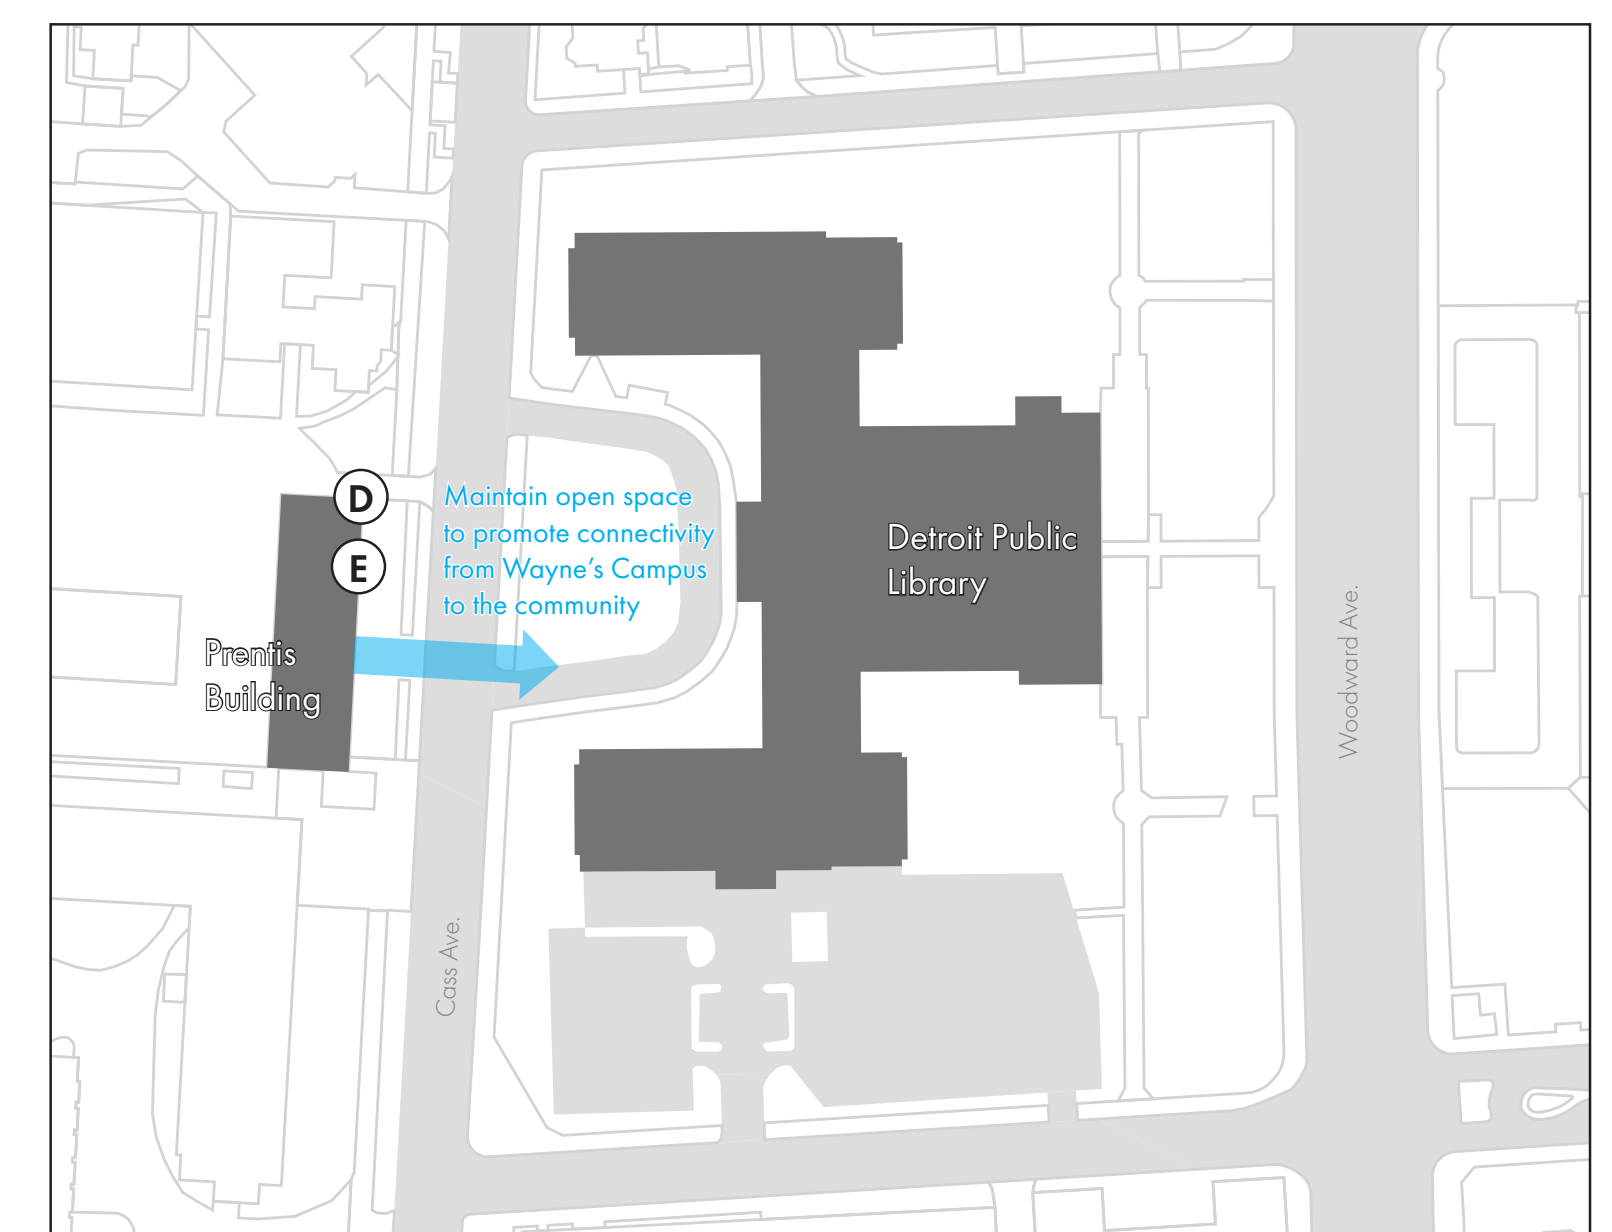 D
E
Maintain open space
to promote connectivity
from Wayne's Campus
to the community
Detroit Public
Library
Prentis
Building
Woodward Ave.
Cass Ave.